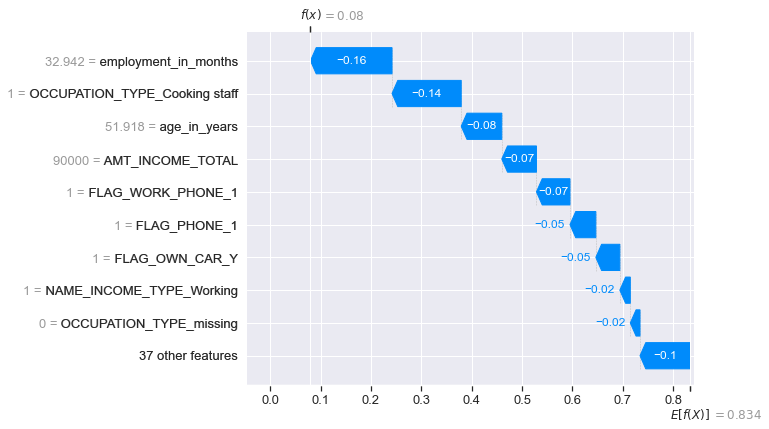 f(x) = 0.08
32.942 = employment_in_months
−0.16
1 = OCCUPATION_TYPE_Cooking staff
−0.14
51.918 = age_in_years
−0.08
90000 = AMT_INCOME_TOTAL
−0.07
1 = FLAG_WORK_PHONE_1
−0.07
1 = FLAG_PHONE_1
−0.05
1 = FLAG_OWN_CAR_Y
−0.05
1 = NAME_INCOME_TYPE_Working
−0.02
0 = OCCUPATION_TYPE_missing
−0.02
37 other features
−0.1
0.0 0.1 0.2 0.3 0.4 0.5 0.6 0.7 0.8
E[f(X)] = 0.834